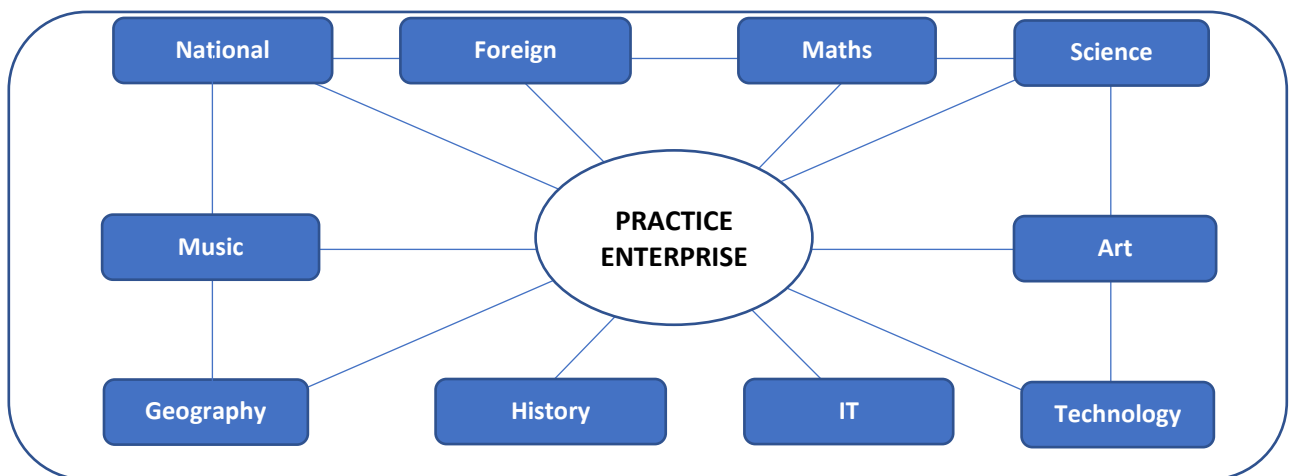 National
Foreign
Maths
Science
PRACTICE
ENTERPRISE
Music
Art
Geography
History
IT
Technology